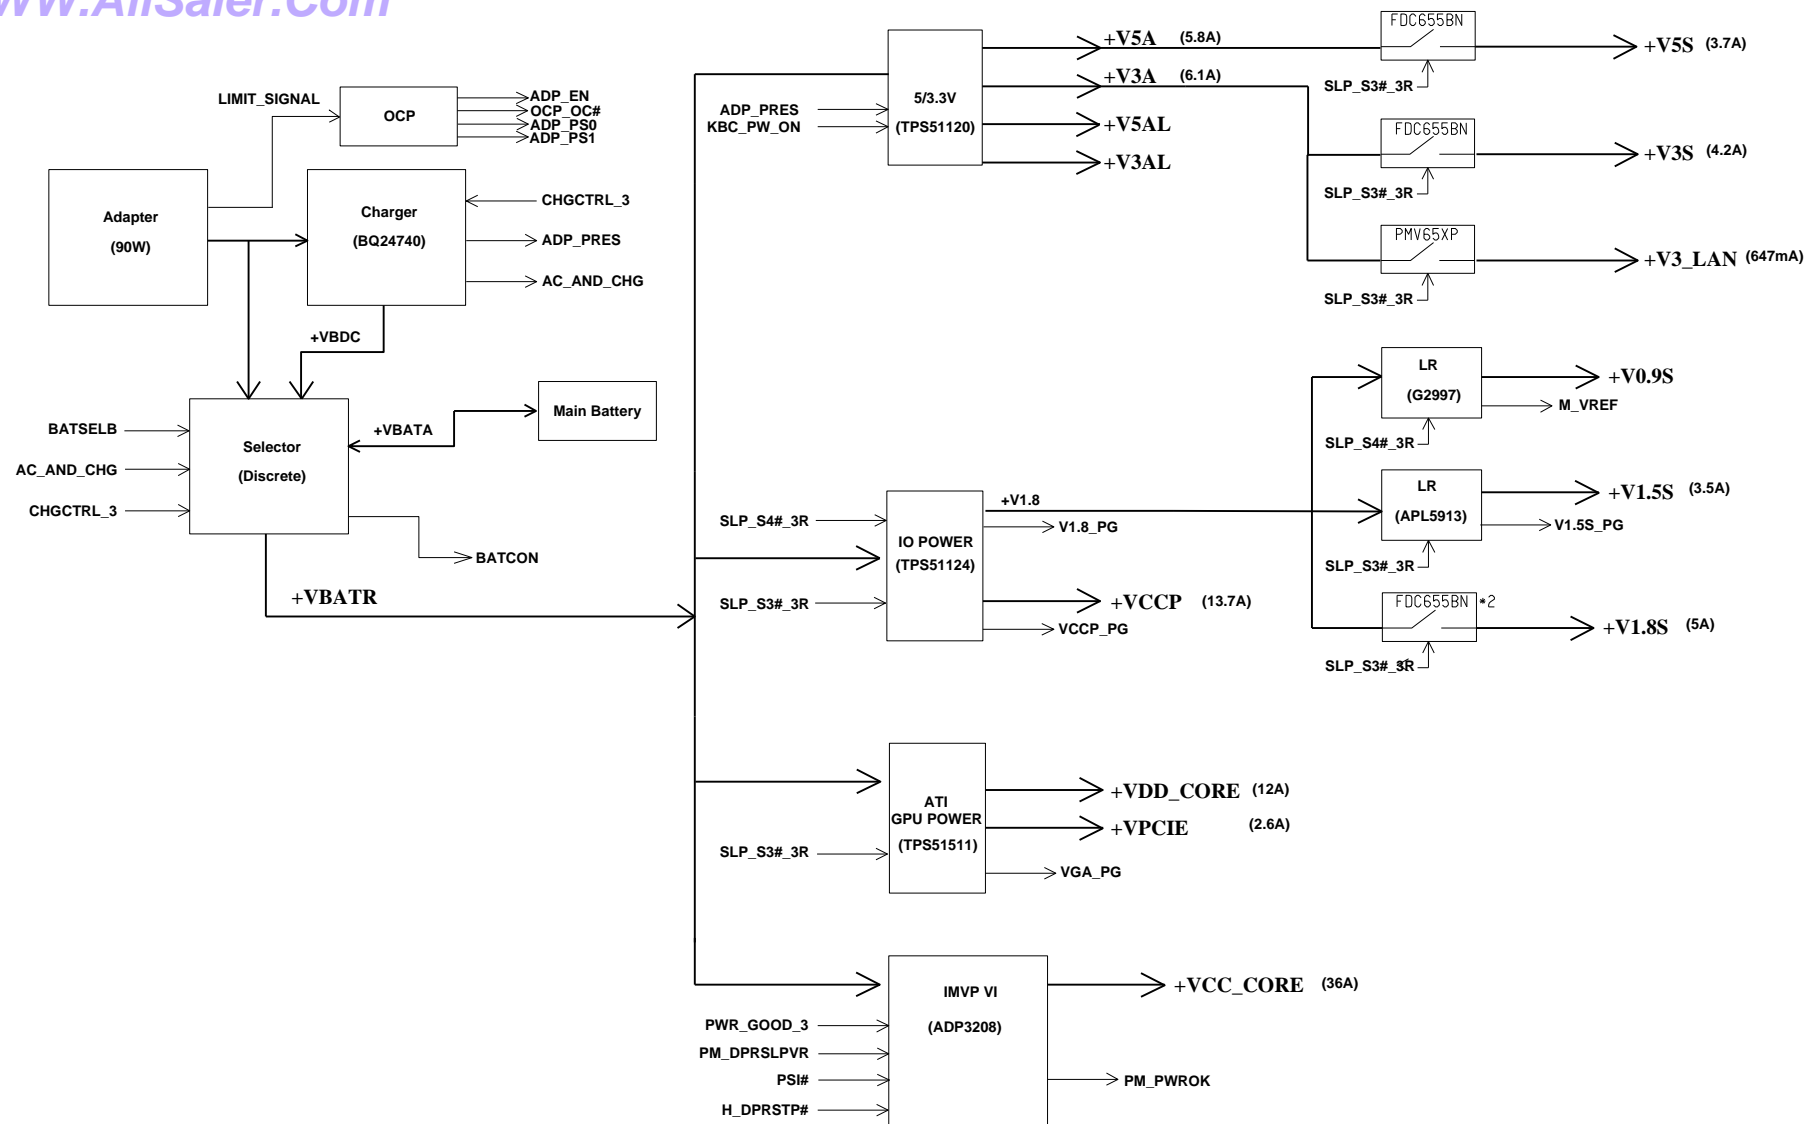 WWW.AllSaler.Com
LIMIT_SIGNAL
OCP
ADP_EN
OCP_OC#
ADP_PS0
ADP_PS1
Adapter
(90W)
Charger
(BQ24740)
CHGCTRL_3
ADP_PRES
AC_AND_CHG
+VBDC
BATSELB
AC_AND_CHG
CHGCTRL_3
Selector
(Discrete)
+VBATA
Main Battery
BATCON
+VBATR
ADP_PRES
KBC_PW_ON
5/3.3V
(TPS51120)
+V5A (5.8A)
+V3A (6.1A)
+V5AL
+V3AL
FDC655BN
SLP_S3#_3R
+V5S (3.7A)
FDC655BN
SLP_S3#_3R
+V3S (4.2A)
PMV65XP
SLP_S3#_3R
+V3_LAN (647mA)
SLP_S4#_3R
SLP_S3#_3R
IO POWER
(TPS51124)
+V1.8
V1.8_PG
+VCCP (13.7A)
VCCP_PG
LR
(G2997)
SLP_S4#_3R
+V0.9S
M_VREF
LR
(APL5913)
SLP_S3#_3R
+V1.5S (3.5A)
V1.5S_PG
FDC655BN *2
SLP_S3#_3R
+V1.8S (5A)
SLP_S3#_3R
ATI
GPU POWER
(TPS51511)
+VDD_CORE (12A)
+VPCIE (2.6A)
VGA_PG
IMVP VI
(ADP3208)
PWR_GOOD_3
PM_DPRSLPVR
PSI#
H_DPRSTP#
+VCC_CORE (36A)
PM_PWROK